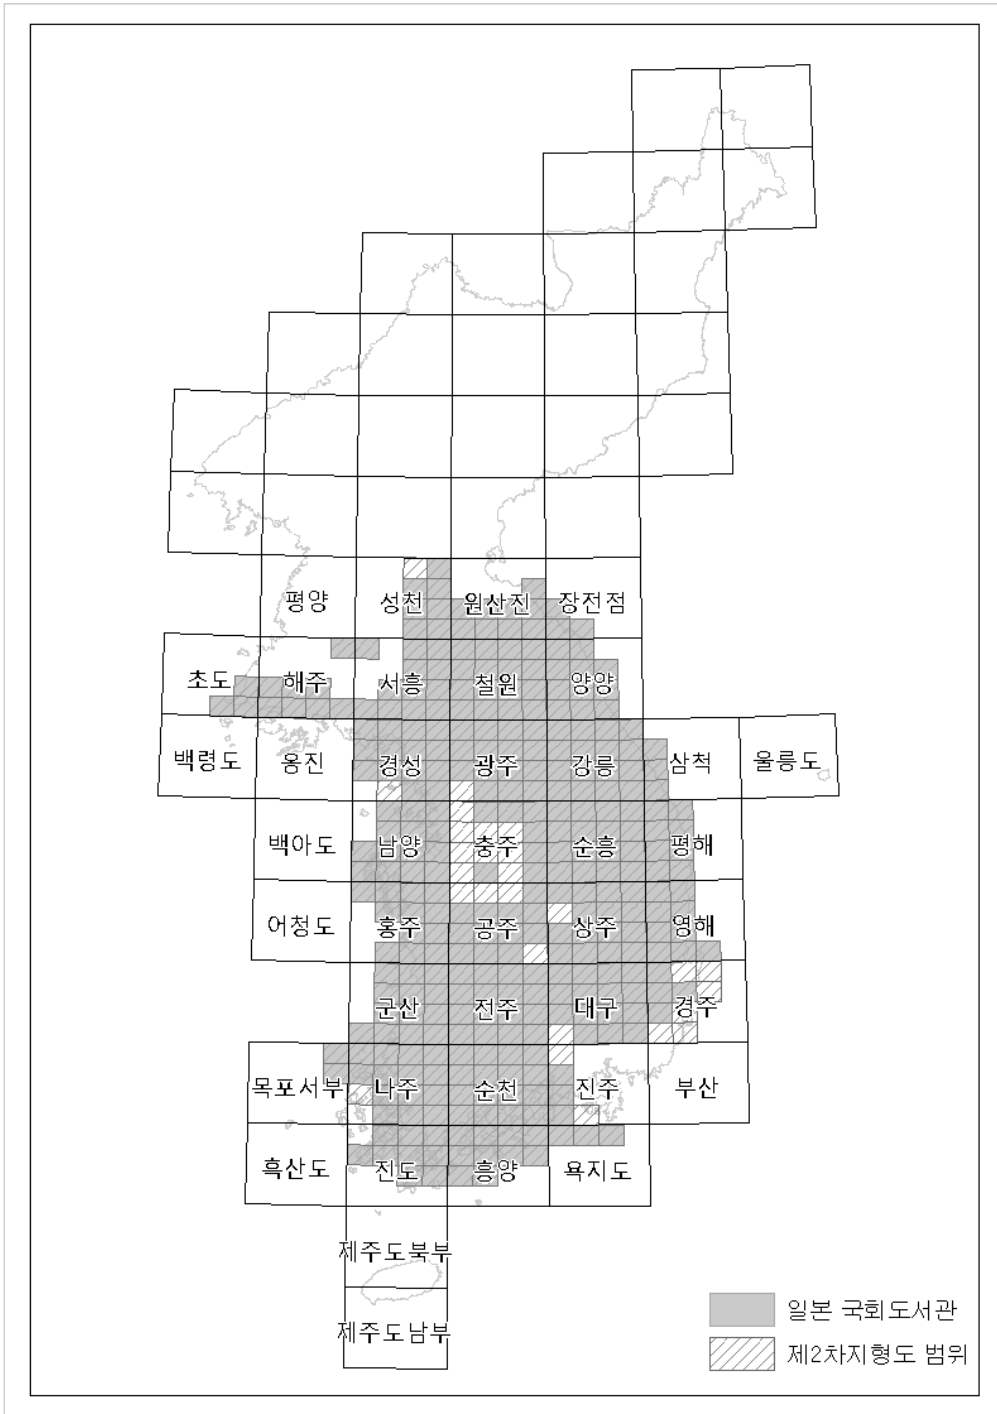 평양 성천 원산진 장전점
초도 해주 서흥 철원 양양
백령도 옹진 경성 광주 강릉 삼척 울릉도
백아도 남양 충주 순흥 평해
어청도 홍주 공주 상주 영해
군산 전주 대구 경주
목포서부 나주 순천 진주 부산
흑산도 진도 흥양 욕지도
제주도북부
제주도남부
일본 국회도서관
제2차지형도 범위